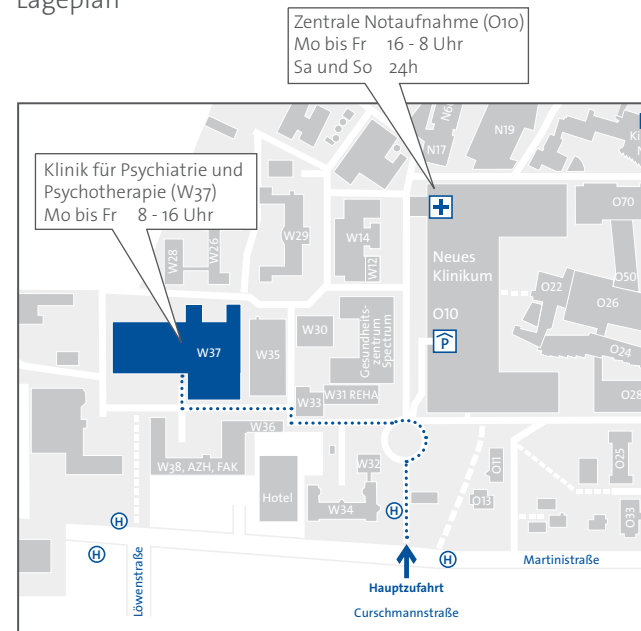 Lageplan
Zentrale Notaufnahme (O10)
Mo bis Fr 16 - 8 Uhr
Sa und So 24h
Klinik für Psychiatrie und
Psychotherapie (W37)
Mo bis Fr 8 - 16 Uhr
N17
N19
O70
W28
W26
W29
W14
W12
Neues
Klinikum
O10
P
O50
O22
O26
O24
O28
W37
W35
W30
Gesundheits-
zentrum
Spectrum
W33
W31 REHA
W36
W38, AZH, FAK
Hotel
W32
W34
O11
O13
O25
O33
H
H
H
H
Löwenstraße
Martinistraße
Hauptzufahrt
Curschmannstraße